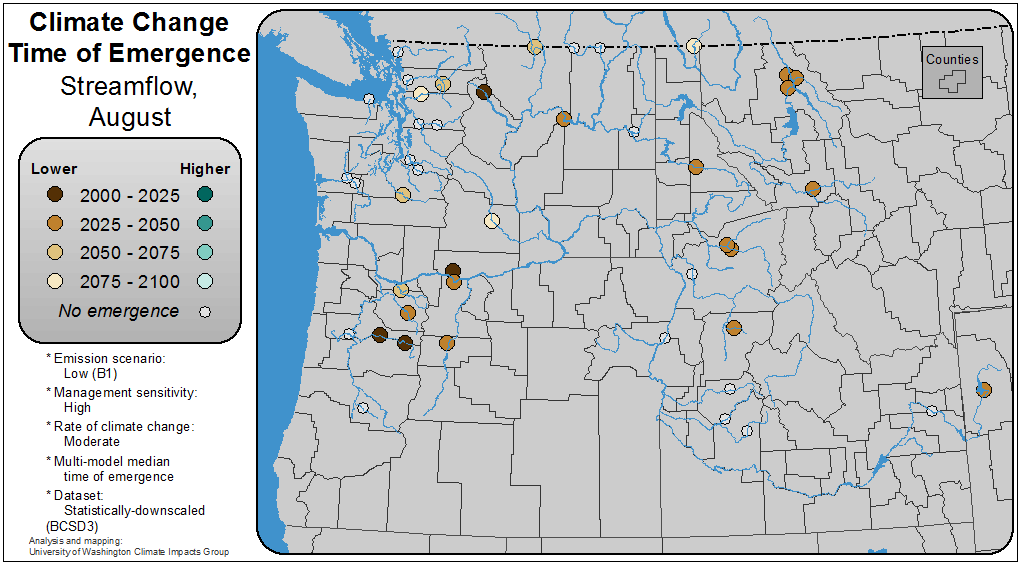 Climate Change
Time of Emergence
Streamflow,
August
Lower Higher
2000 - 2025
2025 - 2050
2050 - 2075
2075 - 2100
No emergence
* Emission scenario:
Low (B1)
* Management sensitivity:
High
* Rate of climate change:
Moderate
* Multi-model median
time of emergence
* Dataset:
Statistically-downscaled
(BCSD3)
Analysis and mapping:
University of Washington Climate Impacts Group
Counties